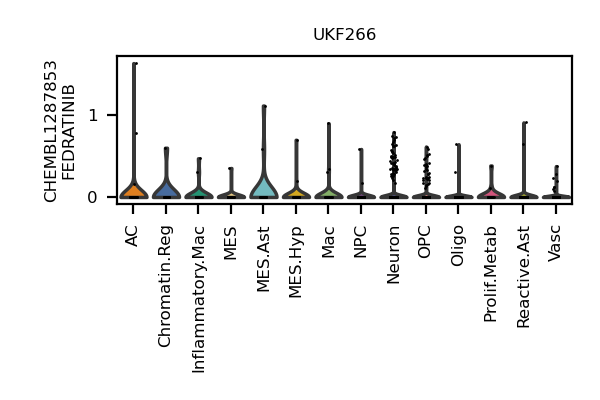 UKF266
CHEMBL1287853
FEDRATINIB
1
0
AC
Chromatin.Reg
Inflammatory.Mac
MES
MES.Ast
MES.Hyp
Mac
NPC
Neuron
OPC
Oligo
Prolif.Metab
Reactive.Ast
Vasc